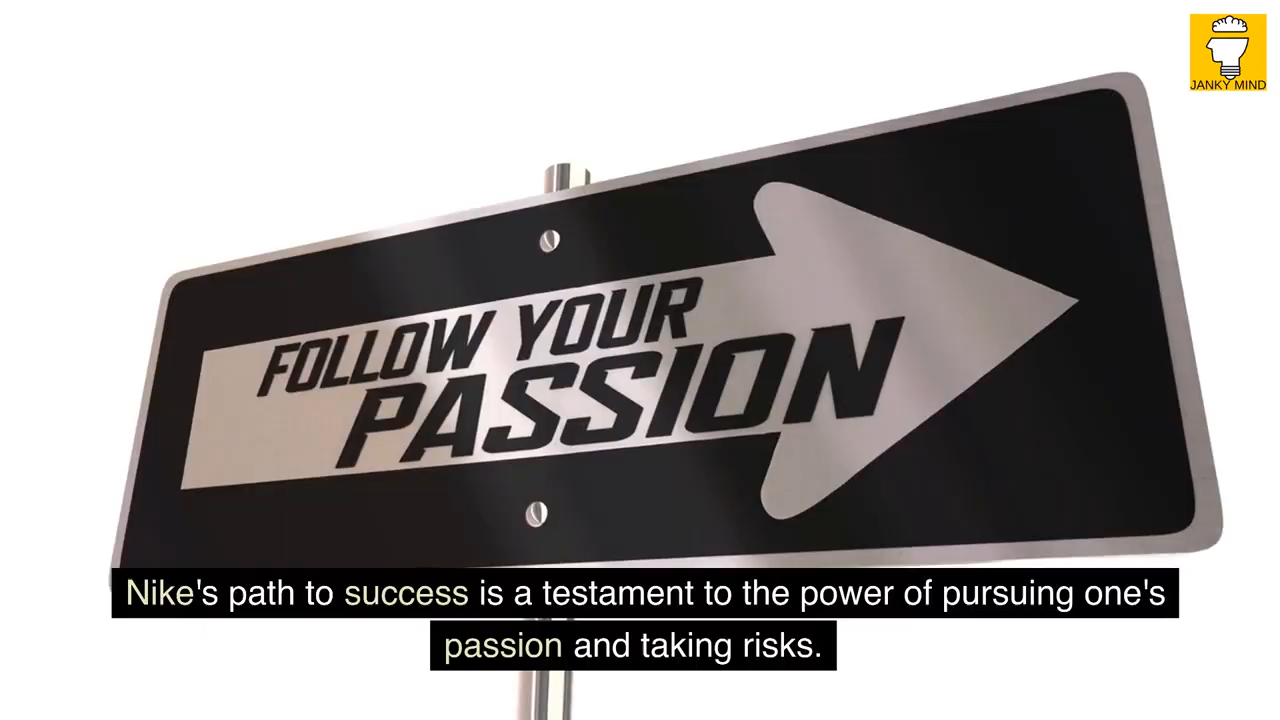 JANKY MIND
FOLLOW YOUR
PASSION
Nike's path to success is a testament to the power of pursuing one's
passion and taking risks.